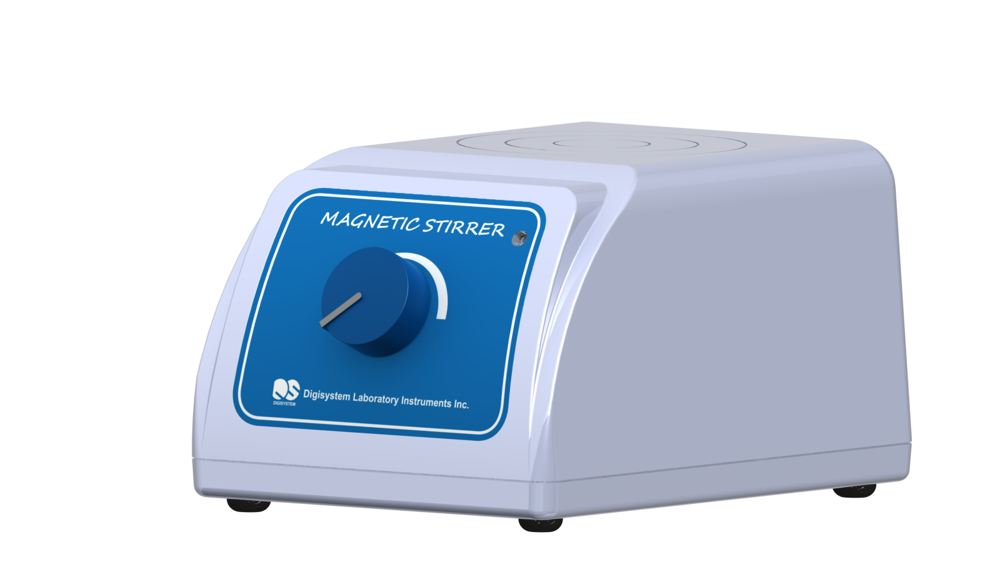 MAGNETIC STIRRER
DS
DIGISYSTEM
Digisystem Laboratory Instruments Inc.